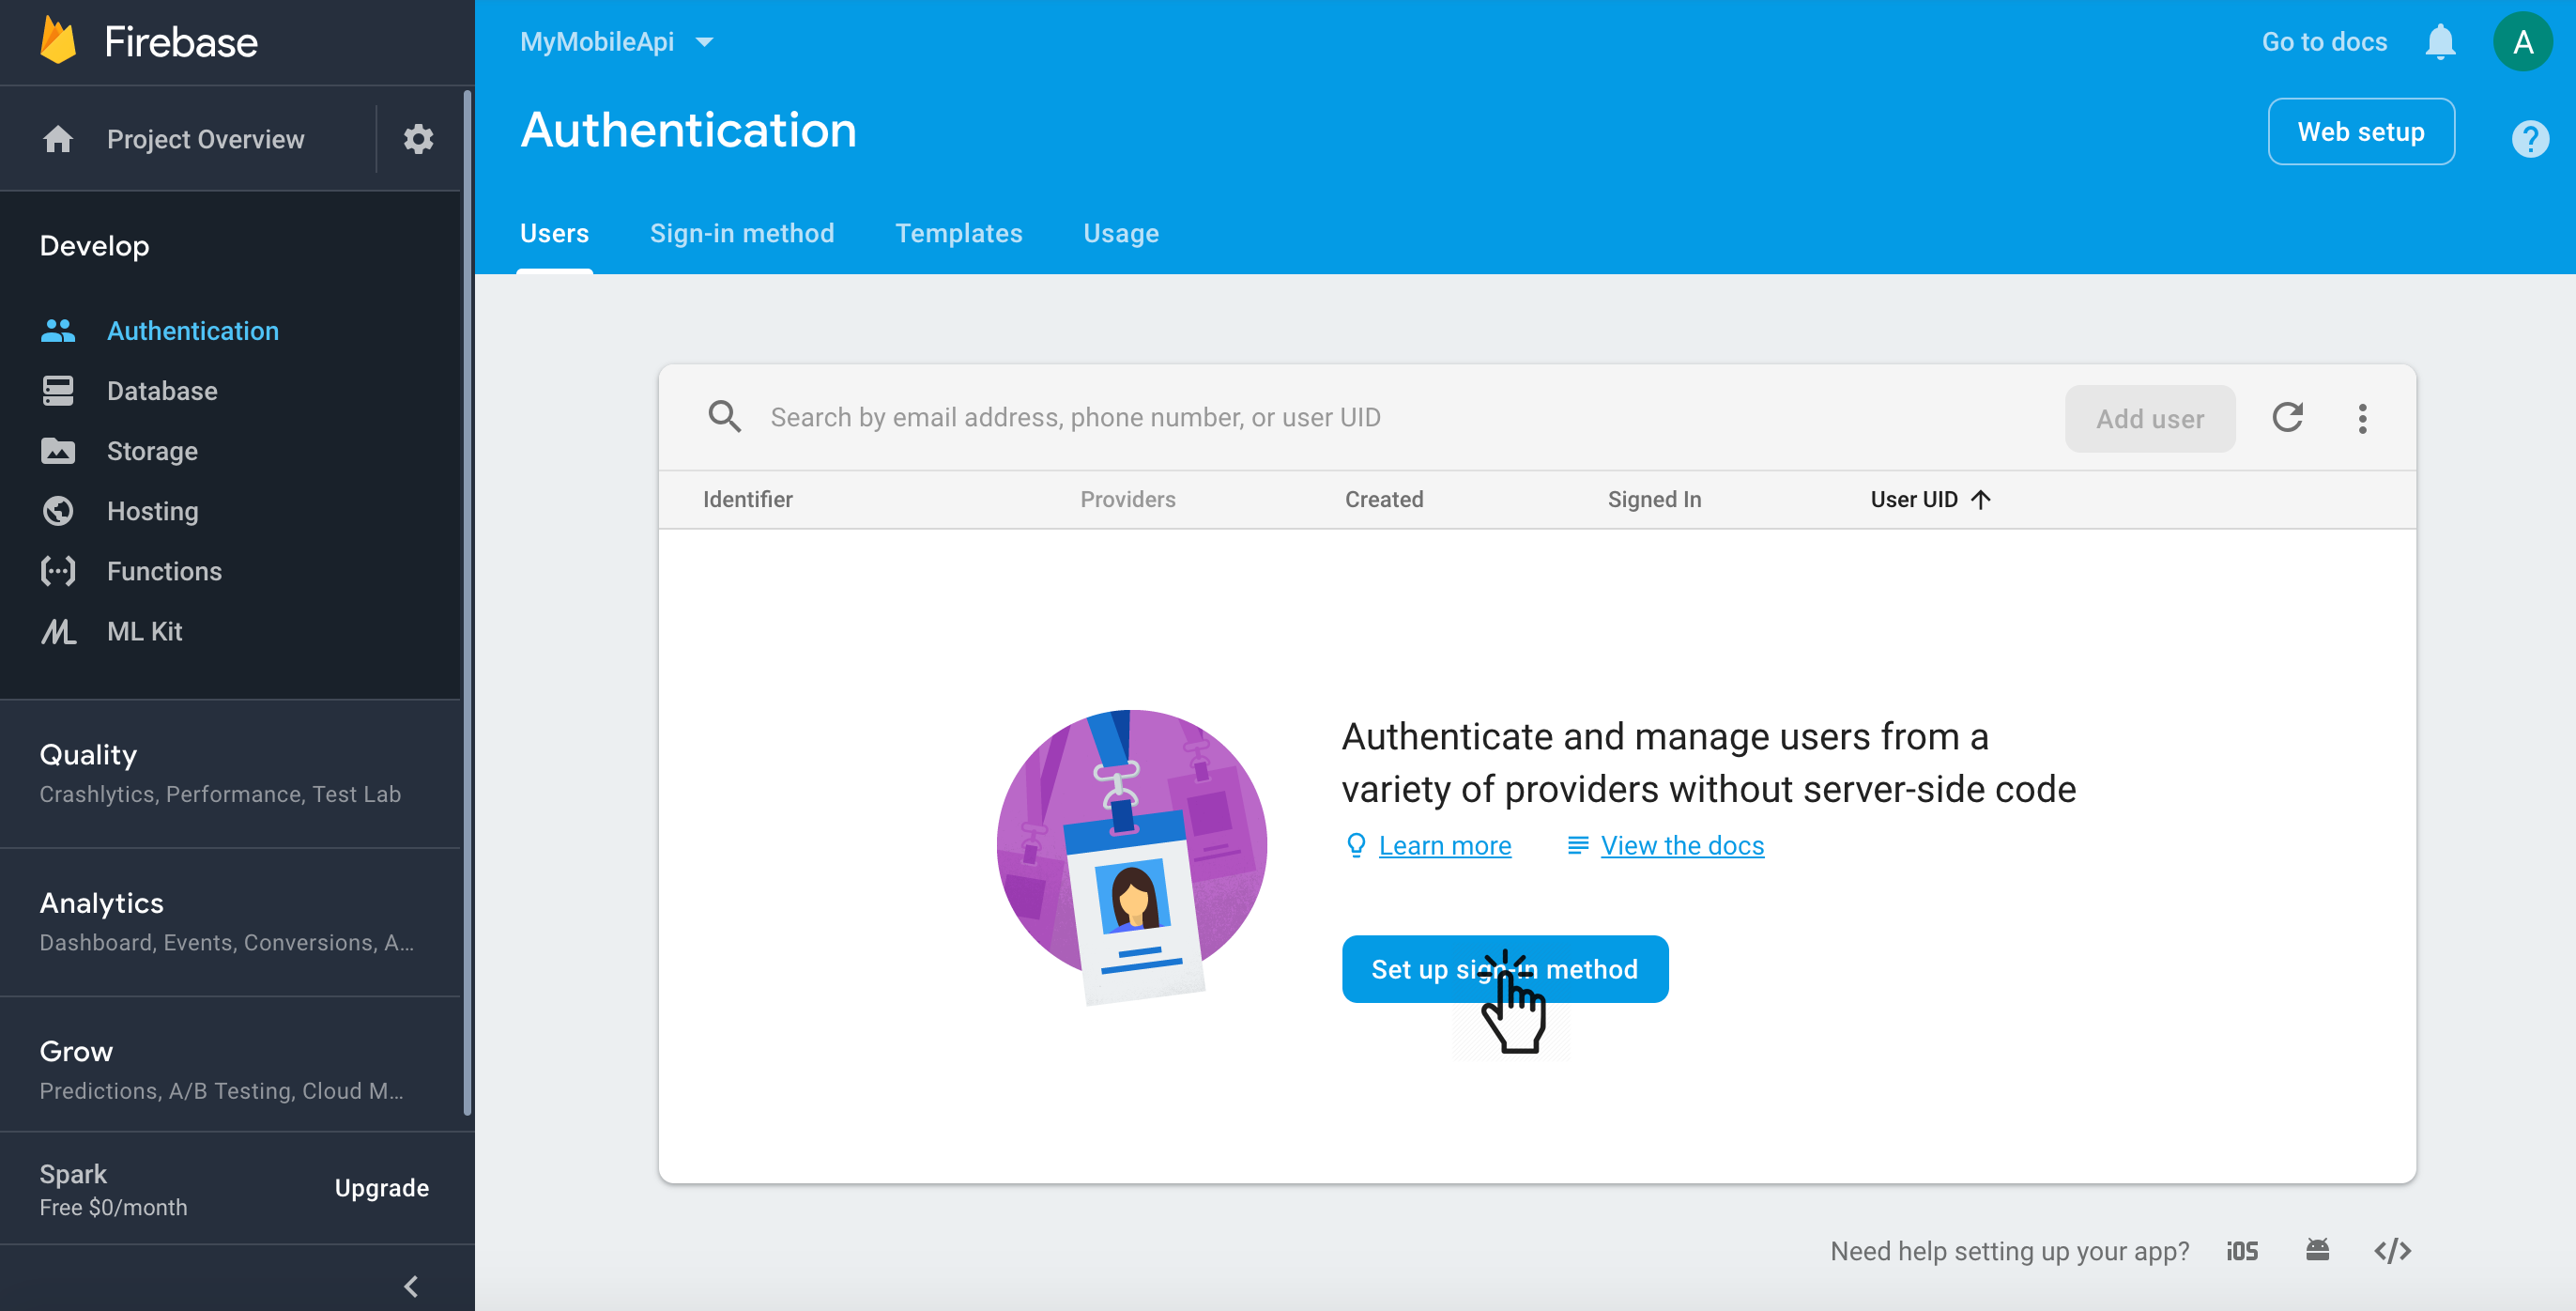 Firebase
Project Overview
Develop
Authentication
Database
Storage
Hosting
Functions
ML Kit
Quality
Crashlytics, Performance, Test Lab
Analytics
Dashboard, Events, Conversions, A...
Grow
Predictions, A/B Testing, Cloud M...
Spark
Free $0/month
Upgrade
MyMobileApi
Go to docs
A
Authentication
Web setup
?
Users Sign-in method Templates Usage
Search by email address, phone number, or user UID
Add user
Identifier Providers Created Signed In User UID
Authenticate and manage users from a
variety of providers without server-side code
Learn more View the docs
Set up sign-in method
Need help setting up your app? iOS </>